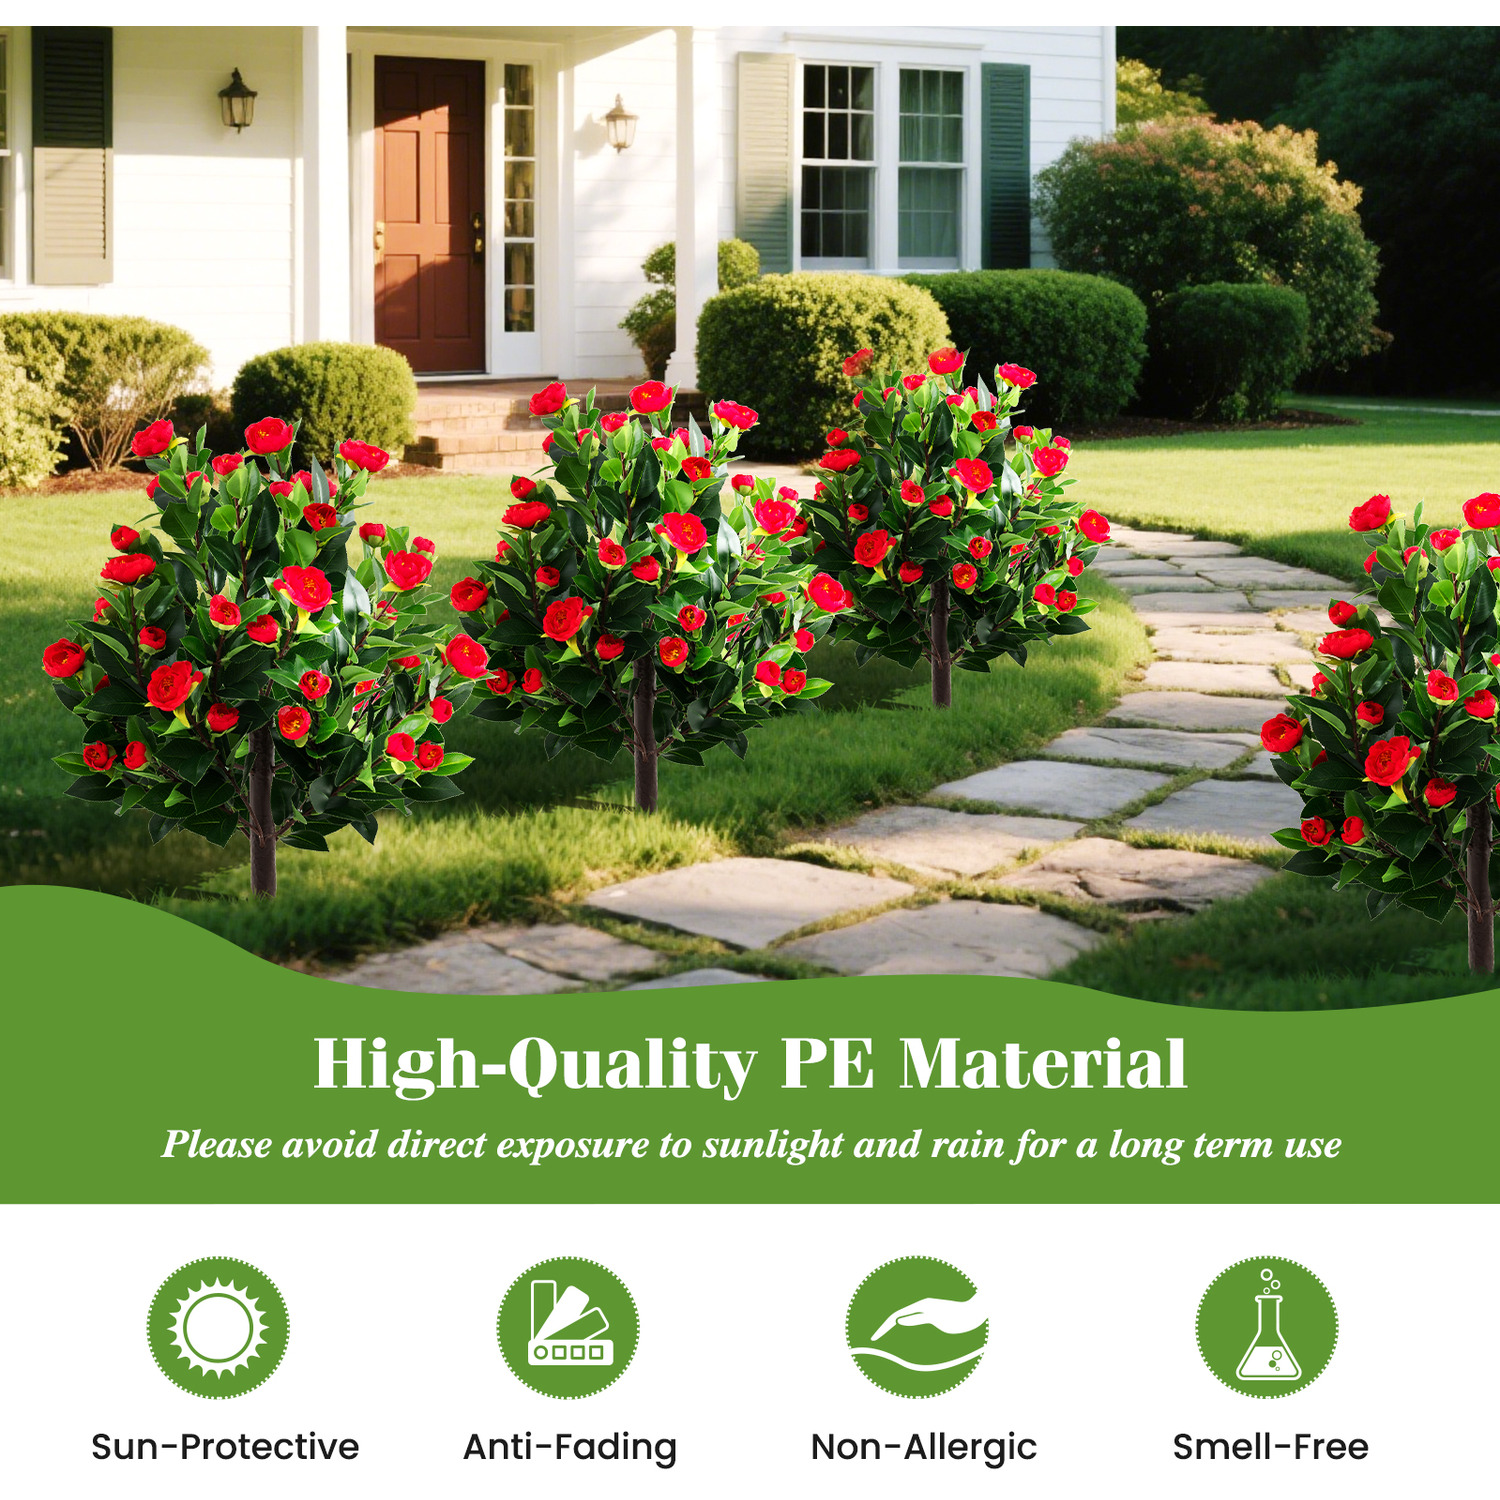 High-Quality PE Material
Please avoid direct exposure to sunlight and rain for a long term use
Sun-Protective
Anti-Fading
Non-Allergic
Smell-Free